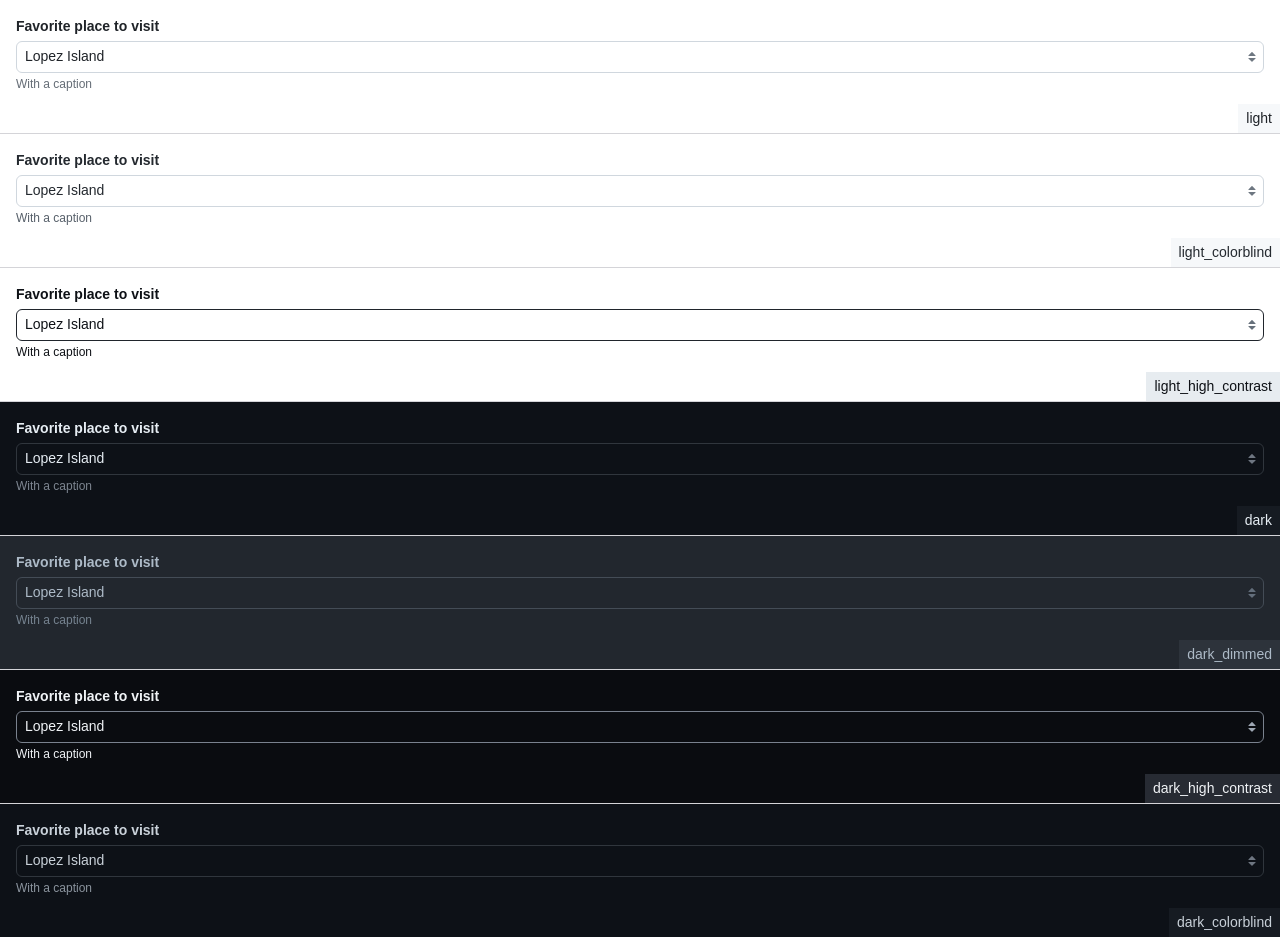 Favorite place to visit
Lopez Island
With a caption
light
Favorite place to visit
Lopez Island
With a caption
light_colorblind
Favorite place to visit
Lopez Island
With a caption
light_high_contrast
Favorite place to visit
Lopez Island
With a caption
dark
Favorite place to visit
Lopez Island
With a caption
dark_dimmed
Favorite place to visit
Lopez Island
With a caption
dark_high_contrast
Favorite place to visit
Lopez Island
With a caption
dark_colorblind